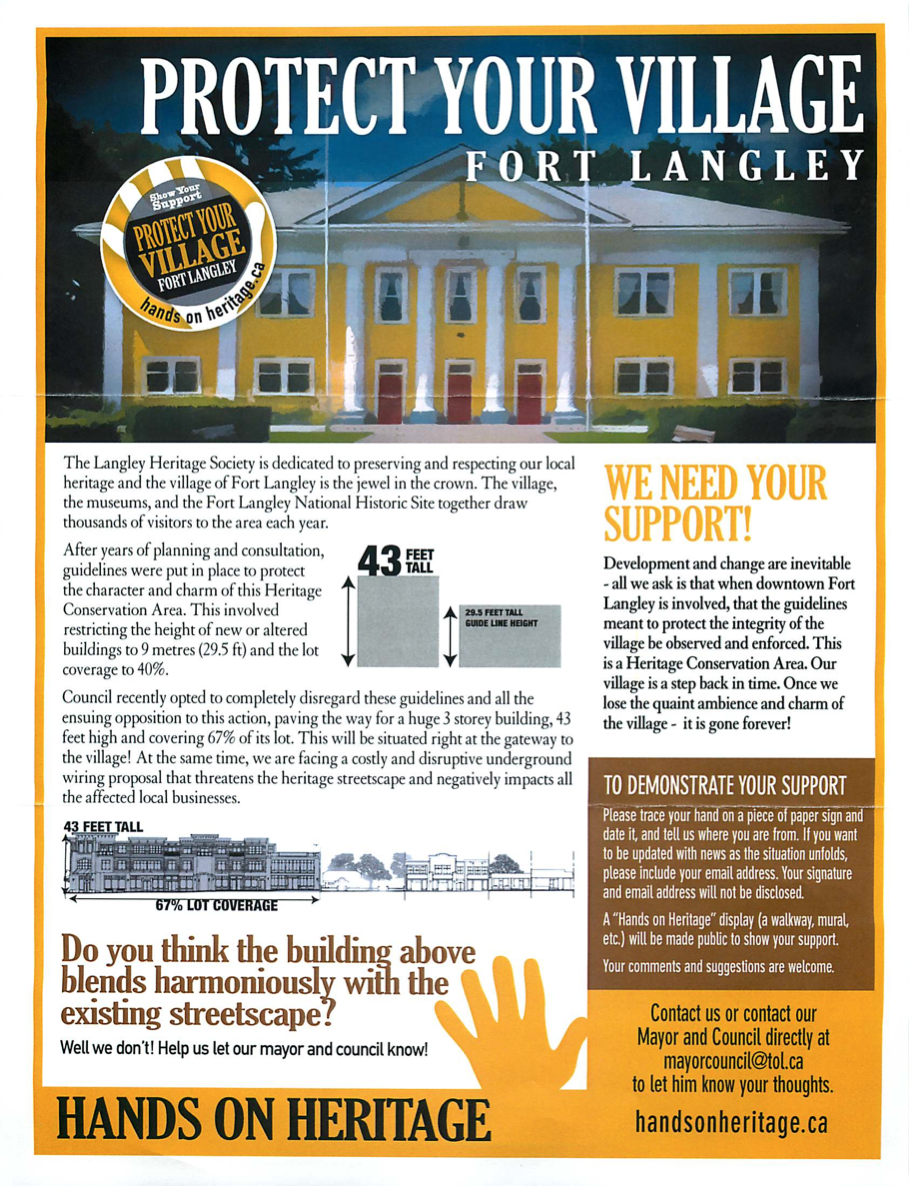 PROTECT YOUR VILLAGE
FORT LANGLEY
Show Your
Support
PROTECT YOUR
VILLAGE
FORT LANGLEY
hands on heritage.ca
The Langley Heritage Society is dedicated to preserving and respecting our local
heritage and the village of Fort Langley is the jewel in the crown. The village,
the museums, and the Fort Langley National Historic Site together draw
thousands of visitors to the area each year.
After years of planning and consultation,
guidelines were put in place to protect
the character and charm of this Heritage
Conservation Area. This involved
restricting the height of new or altered
buildings to 9 metres (29.5 ft) and the lot
coverage to 40%.
43 FEET
TALL
29.5 FEET TALL
GUIDE LINE HEIGHT
Council recently opted to completely disregard these guidelines and all the
ensuing opposition to this action, paving the way for a huge 3 storey building, 43
feet high and covering 67% of its lot. This will be situated right at the gateway to
the village! At the same time, we are facing a costly and disruptive underground
wiring proposal that threatens the heritage streetscape and negatively impacts all
the affected local businesses.
43 FEET TALL
67% LOT COVERAGE
Do you think the building above
blends harmoniously with the
existing streetscape?
Well we don't! Help us let our mayor and council know!
HANDS ON HERITAGE
WE NEED YOUR
SUPPORT!
Development and change are inevitable
- all we ask is that when downtown Fort
Langley is involved, that the guidelines
meant to protect the integrity of the
village be observed and enforced. This
is a Heritage Conservation Area. Our
village is a step back in time. Once we
lose the quaint ambience and charm of
the village - it is gone forever!
TO DEMONSTRATE YOUR SUPPORT
Please trace your hand on a piece of paper sign and
date it, and tell us where you are from. If you want
to be updated with news as the situation unfolds,
please include your email address. Your signature
and email address will not be disclosed.
A "Hands on Heritage" display (a walkway, mural,
etc.) will be made public to show your support.
Your comments and suggestions are welcome.
Contact us or contact our
Mayor and Council directly at
mayorcouncil@tol.ca
to let him know your thoughts.
handsonheritage.ca